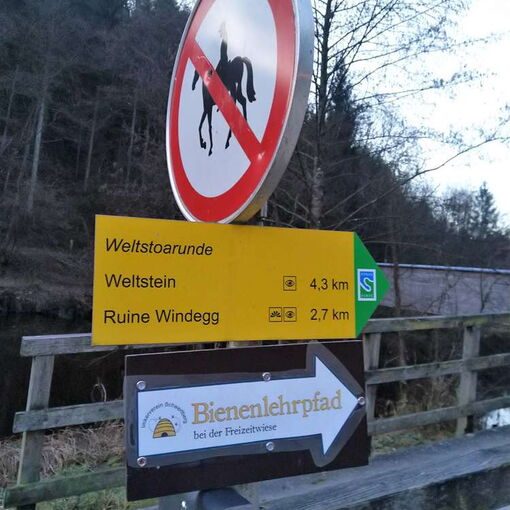 Weltstoarunde
Weltstein 4,3 km
Ruine Windegg 2,7 km
Bienenlehrpfad
bei der Freizeitwiese